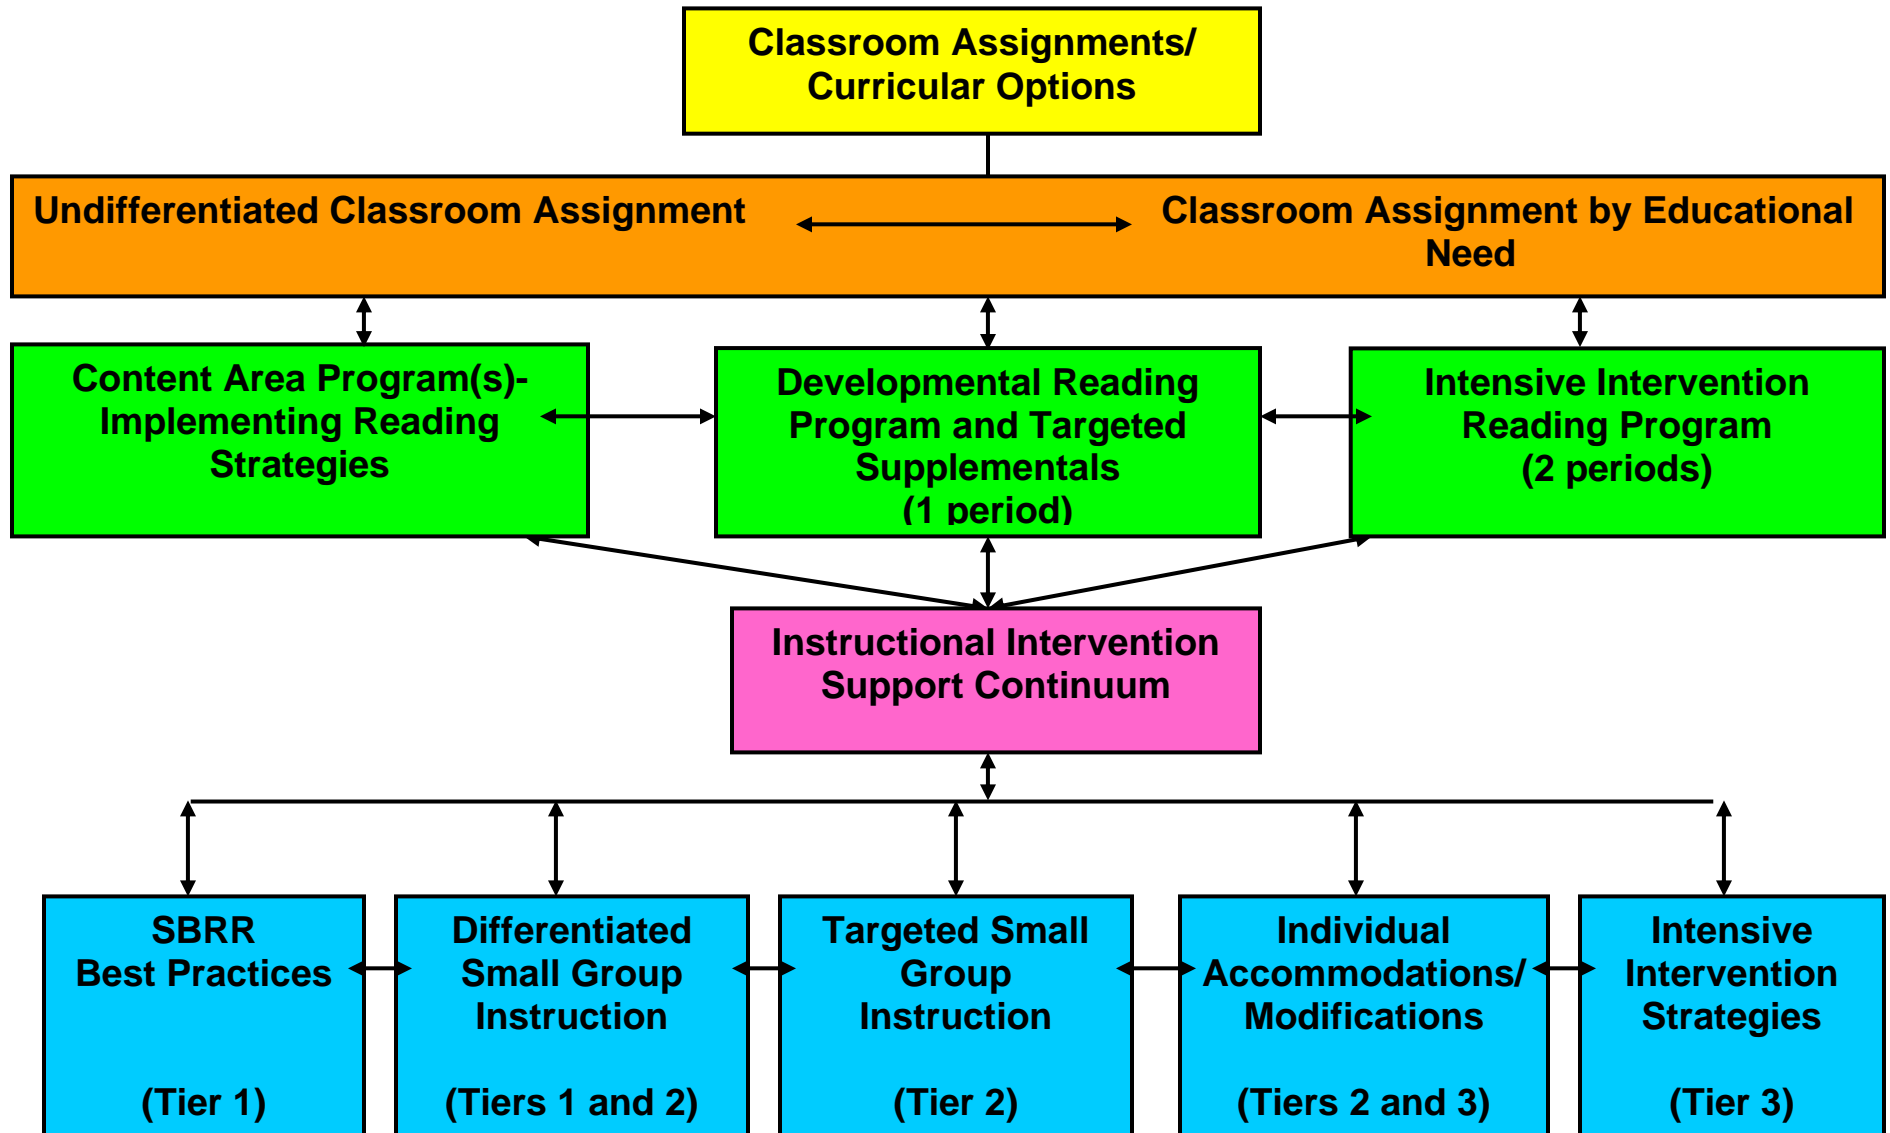 Classroom Assignments/
Curricular Options
Undifferentiated Classroom Assignment
Classroom Assignment by Educational
Need
Content Area Program(s)-
Implementing Reading
Strategies
Developmental Reading
Program and Targeted
Supplementals
(1 period)
Intensive Intervention
Reading Program
(2 periods)
Instructional Intervention
Support Continuum
SBRR
Best Practices
(Tier 1)
Differentiated
Small Group
Instruction
(Tiers 1 and 2)
Targeted Small
Group
Instruction
(Tier 2)
Individual
Accommodations/
Modifications
(Tiers 2 and 3)
Intensive
Intervention
Strategies
(Tier 3)